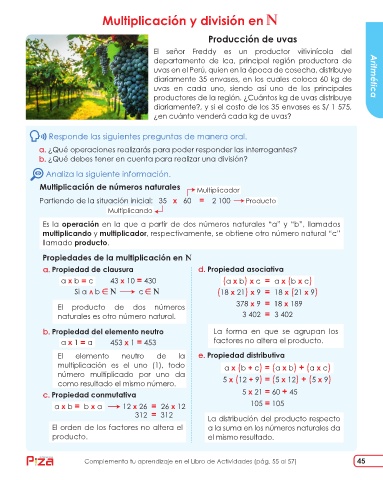 Multiplicación y división en N
Producción de uvas
El señor Freddy es un productor vitivinícola del
departamento de Ica, principal región productora de
uvas en el Perú, quien en la época de cosecha, distribuye
diariamente 35 envases, en los cuales coloca 60 kg de
uvas en cada uno, siendo así uno de los principales
productores de la región. ¿Cuántos kg de uvas distribuye
diariamente?, y si el costo de los 35 envases es S/ 1 575,
¿en cuánto venderá cada kg de uvas?
Aritmética
Responde las siguientes preguntas de manera oral.
a. ¿Qué operaciones realizarás para poder responder las interrogantes?
b. ¿Qué debes tener en cuenta para realizar una división?
Analiza la siguiente información.
Multiplicación de números naturales
Multiplicador
Partiendo de la situación inicial: 35 x 60 = 2 100 → Producto
Multiplicando
Es la operación en la que a partir de dos números naturales "a" y "b", llamados
multiplicando y multiplicador, respectivamente, se obtiene otro número natural "c"
llamado producto.
Propiedades de la multiplicación en N
a. Propiedad de clausura
a x b = c 43 x 10 = 430
Si a ∧ b ∈ N → c ∈ N
El producto de dos números
naturales es otro número natural.
b. Propiedad del elemento neutro
a x 1 = a 453 x 1 = 453
El elemento neutro de la
multiplicación es el uno (1), todo
número multiplicado por uno da
como resultado el mismo número.
c. Propiedad conmutativa
a x b = b x a → 12 x 26 = 26 x 12
312 = 312
El orden de los factores no altera el
producto.
d. Propiedad asociativa
(a x b) x c = a x (b x c)
(18 x 21) x 9 = 18 x (21 x 9)
378 x 9 = 18 x 189
3 402 = 3 402
La forma en que se agrupan los
factores no altera el producto.
e. Propiedad distributiva
a x (b + c) = (a x b) + (a x c)
5 x (12 + 9) = (5 x 12) + (5 x 9)
5 x 21 = 60 + 45
105 = 105
La distribución del producto respecto
a la suma en los números naturales da
el mismo resultado.
Complementa tu aprendizaje en el Libro de Actividades (pág. 55 al 57)
45